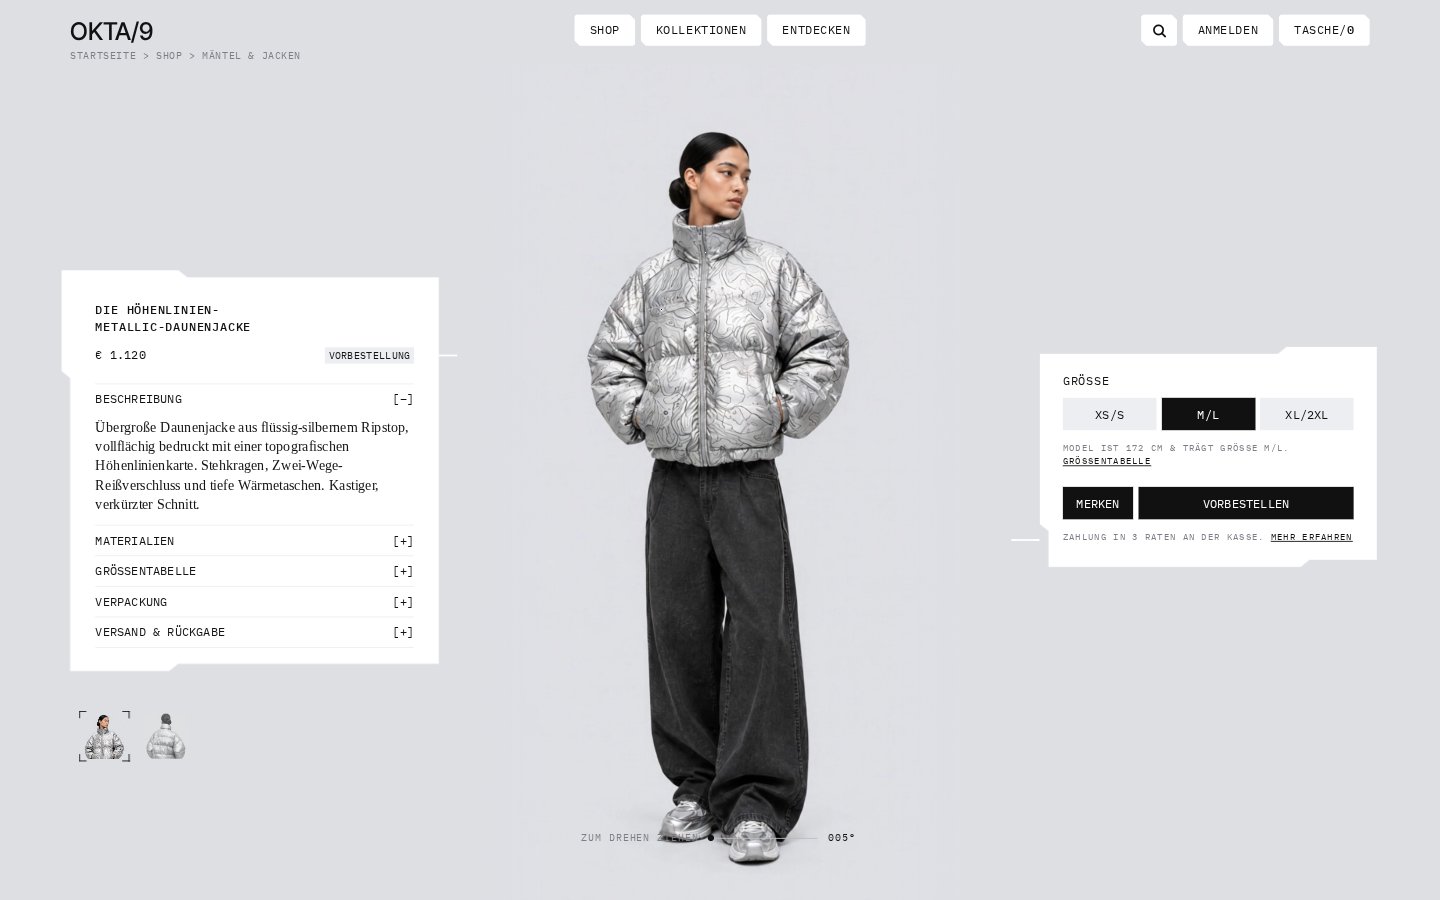 OKTA/9
SHOP
KOLLEKTIONEN
ENTDECKEN
ANMELDEN
TASCHE/0
STARTSEITE > SHOP > MÄNTEL & JACKEN
DIE HÖHENLINIEN-
METALLIC-DAUNENJACKE
€ 1.120
VORBESTELLUNG
BESCHREIBUNG [−]
Übergroße Daunenjacke aus flüssig-silbernem Ripstop,
vollflächig bedruckt mit einer topografischen
Höhenlinienkarte. Stehkragen, Zwei-Wege-
Reißverschluss und tiefe Wärmetaschen. Kastiger,
verkürzter Schnitt.
MATERIALIEN [+]
GRÖSSENTABELLE [+]
VERPACKUNG [+]
VERSAND & RÜCKGABE [+]
GRÖSSE
XS/S
M/L
XL/2XL
MODEL IST 172 CM & TRÄGT GRÖSSE M/L.
GRÖSSENTABELLE
MERKEN
VORBESTELLEN
ZAHLUNG IN 3 RATEN AN DER KASSE. MEHR ERFAHREN
ZUM DREHEN ZIEHEN
005°